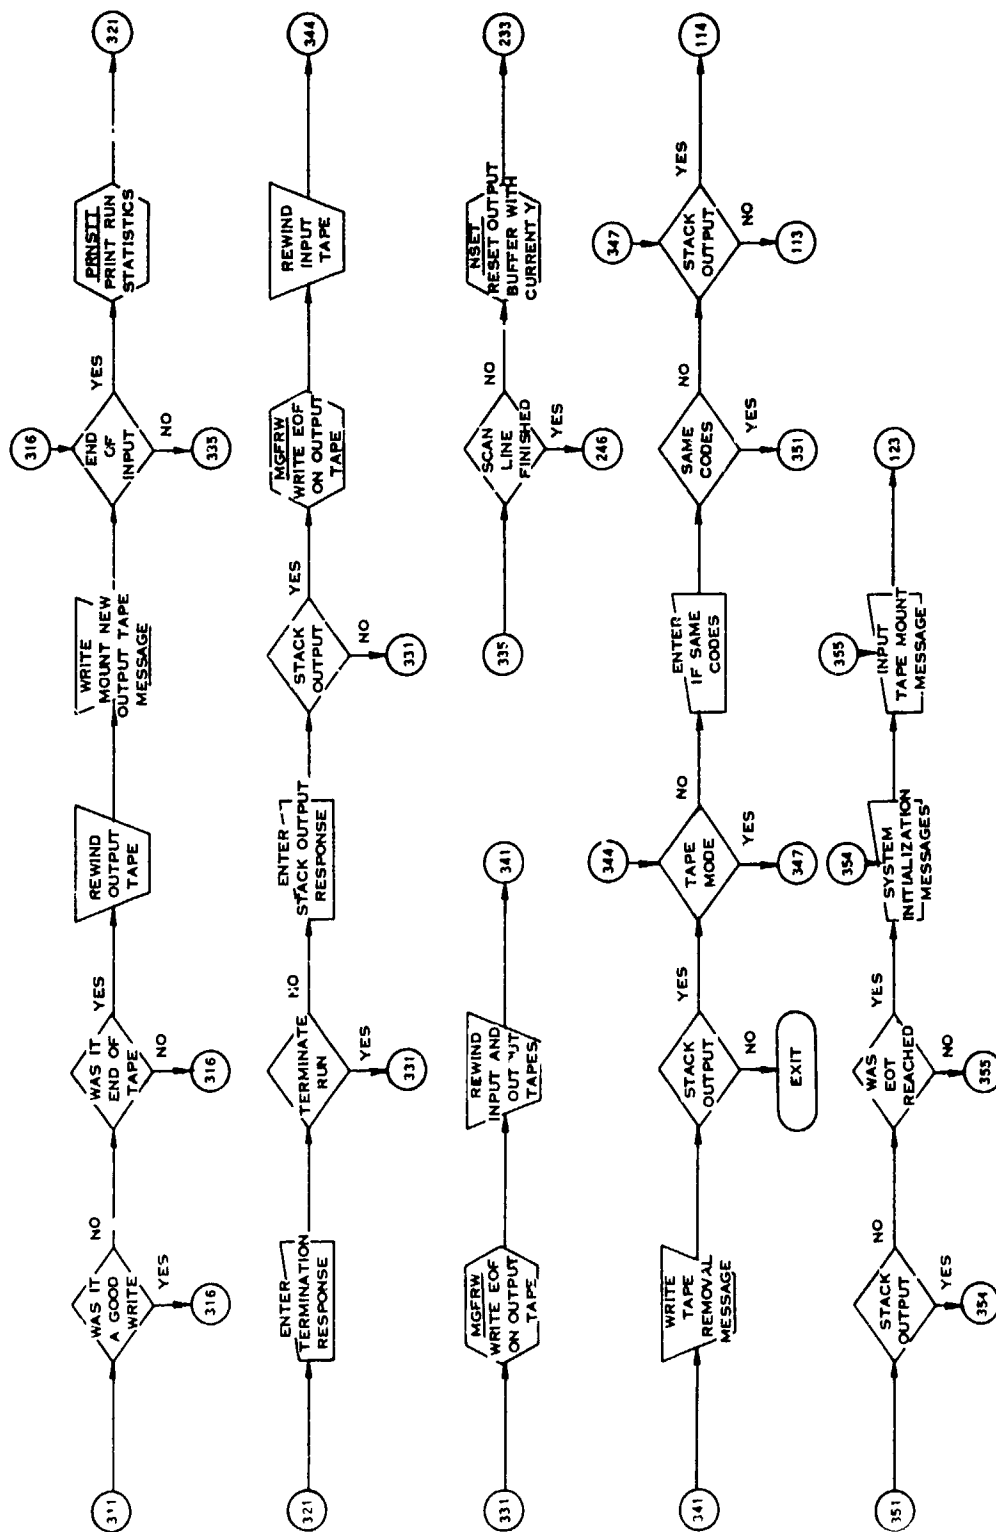 311
WAS IT
A GOOD
WRITE
YES
316
NO
WAS IT
END OF
TAPE
NO
316
YES
REWIND
OUTPUT
TAPE
WRITE
MOUNT NEW
OUTPUT TAPE
MESSAGE
316
END
OF
INPUT
NO
335
YES
PRNSTT
PRINT RUN
STATISTICS
321
321
ENTER
TERMINATION
RESPONSE
TERMINATE
RUN
YES
331
NO
ENTER
STACK OUTPUT
RESPONSE
STACK
OUTPUT
NO
331
YES
MGFRW
WRITE EOF
ON OUTPUT
TAPE
REWIND
INPUT
TAPE
344
331
MGFRW
WRITE EOF
ON OUTPUT
TAPE
REWIND
INPUT AND
OUTPUT
TAPES
341
335
SCAN
LINE
FINISHED
YES
246
NO
NSET
RESET OUTPUT
BUFFER WITH
CURRENT Y
233
341
WRITE
TAPE
REMOVAL
MESSAGE
STACK
OUTPUT
NO
EXIT
YES
344
TAPE
MODE
YES
347
NO
ENTER
IF SAME
CODES
SAME
CODES
YES
351
NO
347
STACK
OUTPUT
NO
113
YES
114
351
STACK
OUTPUT
YES
354
NO
WAS
EOT
REACHED
NO
355
YES
354
SYSTEM
INITIALIZATION
MESSAGES
355
INPUT
TAPE MOUNT
MESSAGE
123